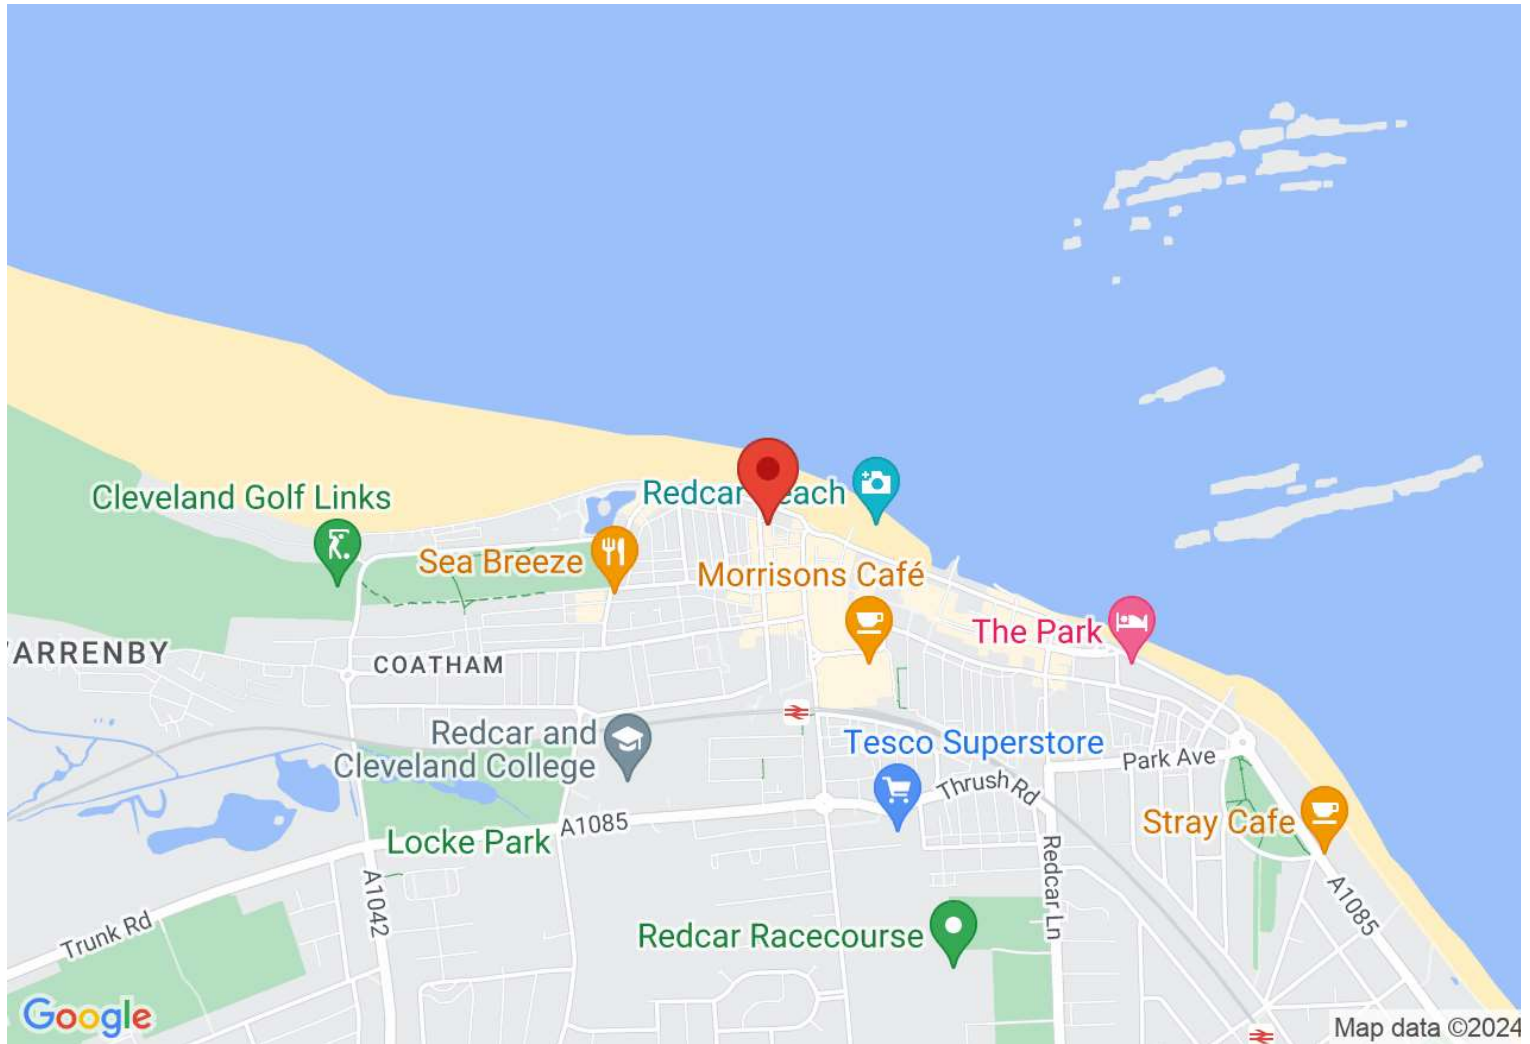 Cleveland Golf Links
Redcar Beach
Sea Breeze
Morrisons Café
The Park
ARRENBY
COATHAM
Redcar and
Cleveland College
Tesco Superstore
Park Ave
Thrush Rd
Stray Cafe
A1085
Locke Park
Redcar Ln
A1042
A1085
Trunk Rd
Redcar Racecourse
Google
Map data ©2024